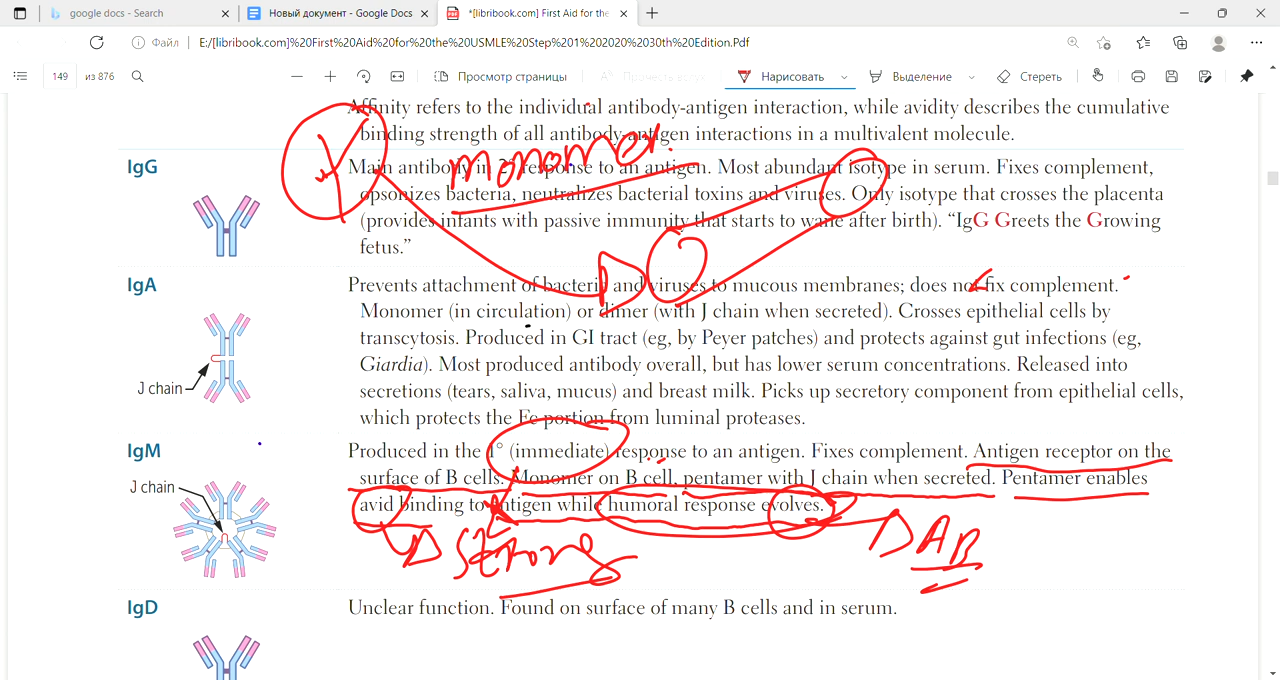 google docs - Search
Новый документ - Google Docs
*[libribook.com] First Aid for the
Файл
E:/[libribook.com]%20First%20Aid%20for%20the%20USMLE%20Step%201%202020%2030th%20Edition.Pdf
149 из 876
Просмотр страницы
Прочесть вслух
Нарисовать
Выделение
Стереть
Affinity refers to the individual antibody-antigen interaction, while avidity describes the cumulative
binding strength of all antibody-antigen interactions in a multivalent molecule.
monomer.
IgG
Main antibody in 2° response to an antigen. Most abundant isotype in serum. Fixes complement,
opsonizes bacteria, neutralizes bacterial toxins and viruses. Only isotype that crosses the placenta
(provides infants with passive immunity that starts to wane after birth). “IgG Greets the Growing
fetus.”
IgA
Prevents attachment of bacteria and viruses to mucous membranes; does not fix complement.
Monomer (in circulation) or dimer (with J chain when secreted). Crosses epithelial cells by
transcytosis. Produced in GI tract (eg, by Peyer patches) and protects against gut infections (eg,
Giardia). Most produced antibody overall, but has lower serum concentrations. Released into
secretions (tears, saliva, mucus) and breast milk. Picks up secretory component from epithelial cells,
which protects the Fc portion from luminal proteases.
J chain
IgM
Produced in the 1° (immediate) response to an antigen. Fixes complement. Antigen receptor on the
surface of B cells. Monomer on B cell, pentamer with J chain when secreted. Pentamer enables
avid binding to antigen while humoral response evolves.
J chain
Strong
AB
IgD
Unclear function. Found on surface of many B cells and in serum.